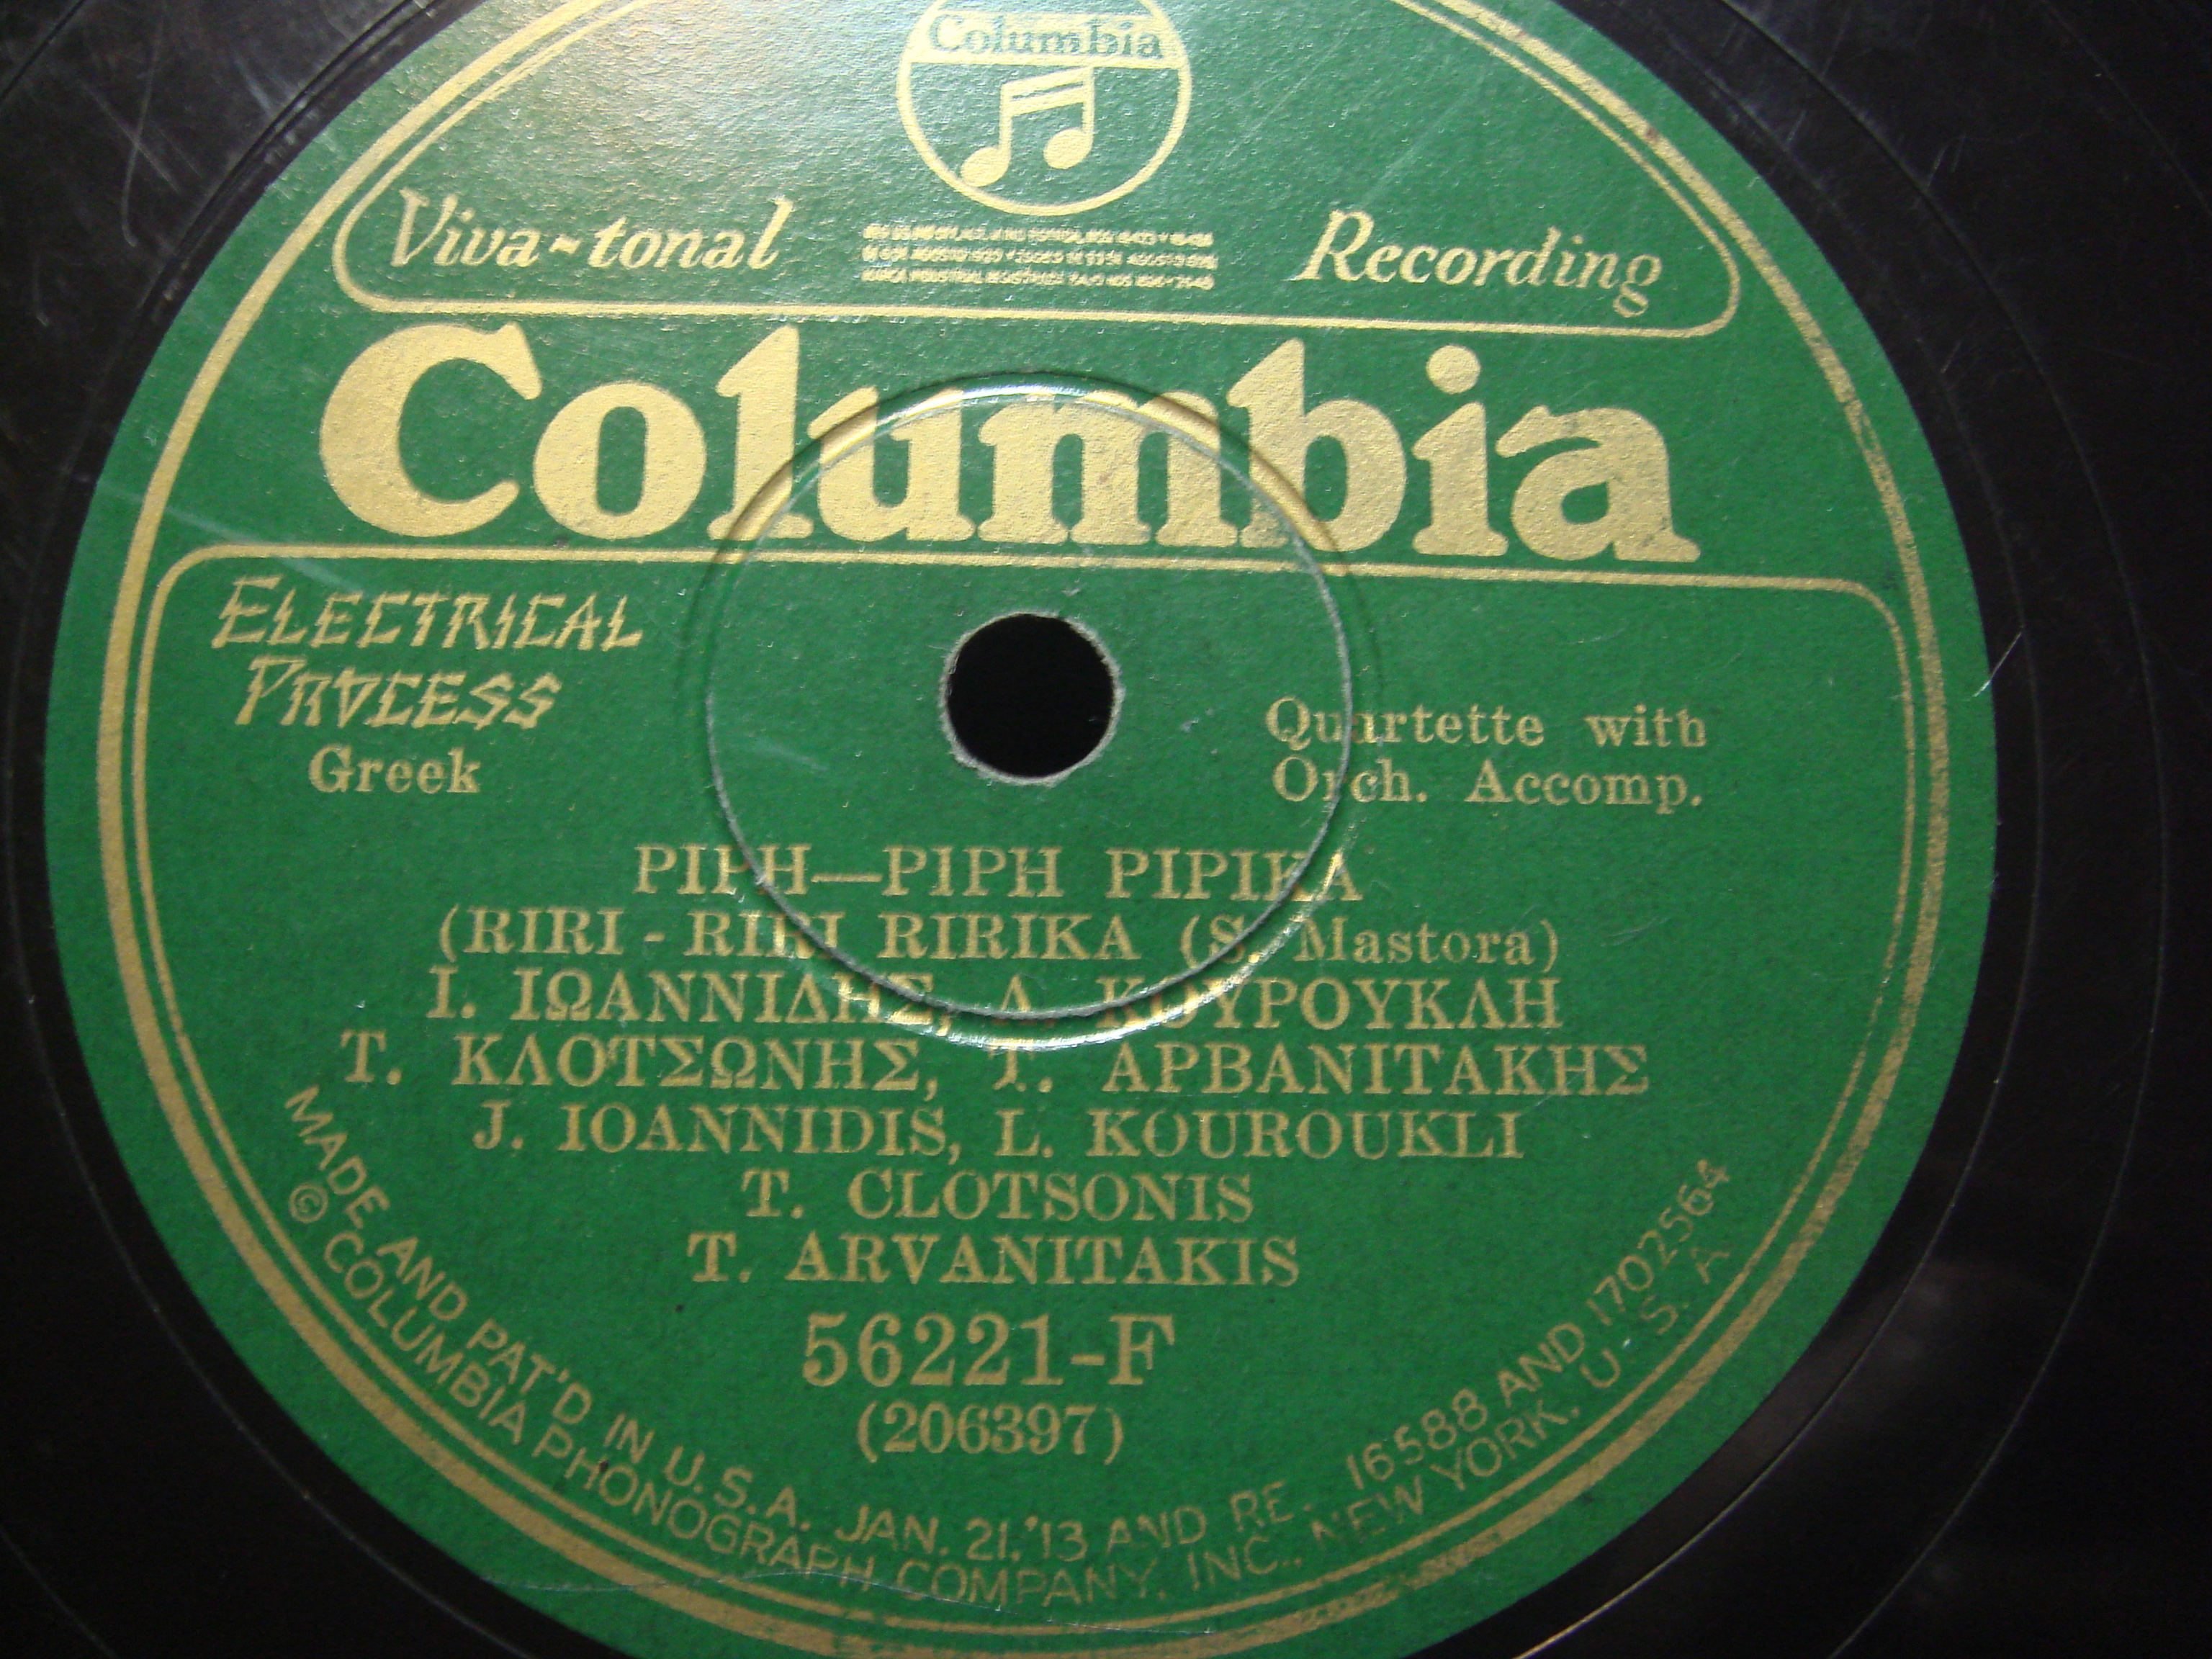 Columbia
Viva-tonal Recording
Columbia
ELECTRICAL
PROCESS
Greek
Quartette with
Orch. Accomp.
ΡΙΡΗ—ΡΙΡΗ ΡΙΡΙΚΑ
(RIRI - RIRI RIRIKA (S. Mastora)
Ι. ΙΩΑΝΝΙΔΗΣ, Λ. ΚΟΥΡΟΥΚΛΗ
Τ. ΚΛΟΤΣΩΝΗΣ, Τ. ΑΡΒΑΝΙΤΑΚΗΣ
J. IOANNIDIS, L. KOUROUKLI
T. CLOTSONIS
T. ARVANITAKIS
56221-F
(206397)
MADE AND PAT'D IN U.S.A. JAN. 21,'13 AND RE. 16588 AND 1702564
© COLUMBIA PHONOGRAPH COMPANY, INC., NEW YORK, U.S.A